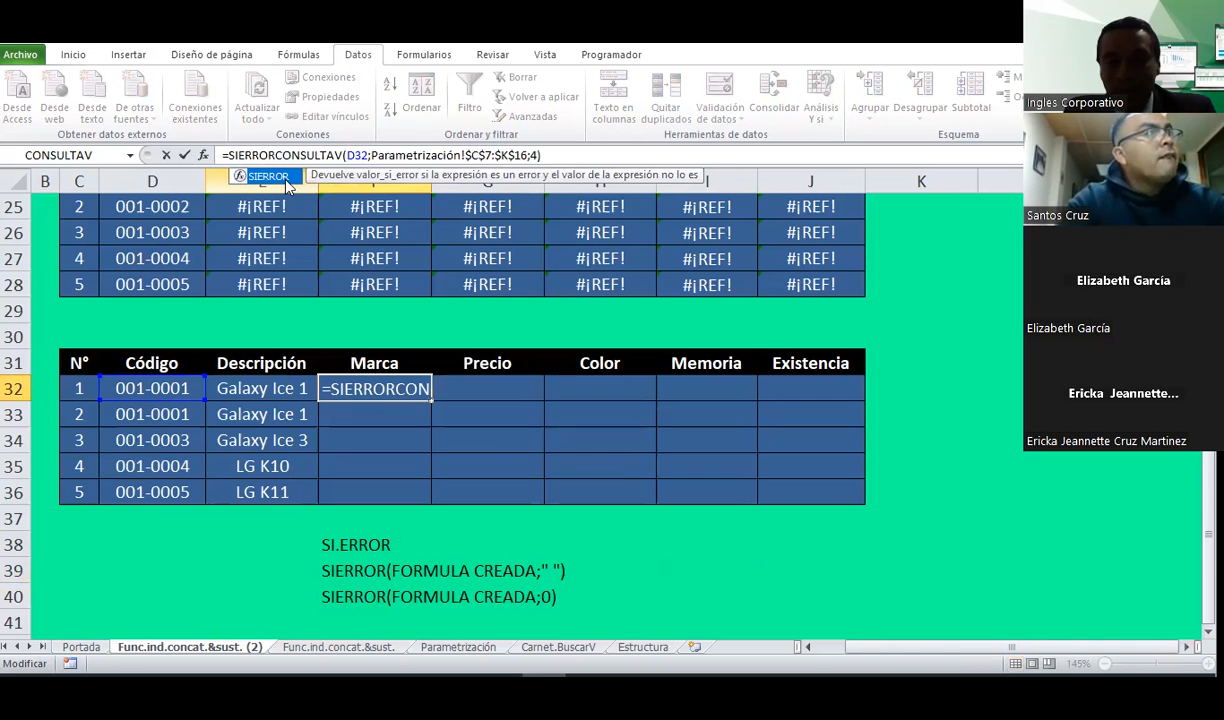 Archivo Inicio Insertar Diseño de página Fórmulas Datos Formularios Revisar Vista Programador
Desde Access
Desde web
Desde texto
De otras fuentes
Conexiones existentes
Actualizar todo
Conexiones
Propiedades
Editar vínculos
Ordenar
Filtro
Borrar
Volver a aplicar
Avanzadas
Texto en columnas
Quitar duplicados
Validación de datos
Consolidar
Análisis Y si
Agrupar
Desagrupar
Subtotal
Obtener datos externos Conexiones Ordenar y filtrar Herramientas de datos Esquema
CONSULTAV fx =SIERRORCONSULTAV(D32;Parametrización!$C$7:$K$16;4)
fx SIERROR Devuelve valor_si_error si la expresión es un error y el valor de la expresión no lo es
B C D I J K
25 2 001-0002 #¡REF! #¡REF! #¡REF! #¡REF! #¡REF! #¡REF!
26 3 001-0003 #¡REF! #¡REF! #¡REF! #¡REF! #¡REF! #¡REF!
27 4 001-0004 #¡REF! #¡REF! #¡REF! #¡REF! #¡REF! #¡REF!
28 5 001-0005 #¡REF! #¡REF! #¡REF! #¡REF! #¡REF! #¡REF!
29
30
31 N° Código Descripción Marca Precio Color Memoria Existencia
32 1 001-0001 Galaxy Ice 1 =SIERRORCON
33 2 001-0001 Galaxy Ice 1
34 3 001-0003 Galaxy Ice 3
35 4 001-0004 LG K10
36 5 001-0005 LG K11
37
38 SI.ERROR
39 SIERROR(FORMULA CREADA;" ")
40 SIERROR(FORMULA CREADA;0)
41
Portada Func.ind.concat.&sust. (2) Func.ind.concat.&sust. Parametrización Carnet.BuscarV Estructura
Modificar 145%
Ingles Corporativo
Santos Cruz
Elizabeth García
Elizabeth García
Ericka Jeannette...
Ericka Jeannette Cruz Martinez